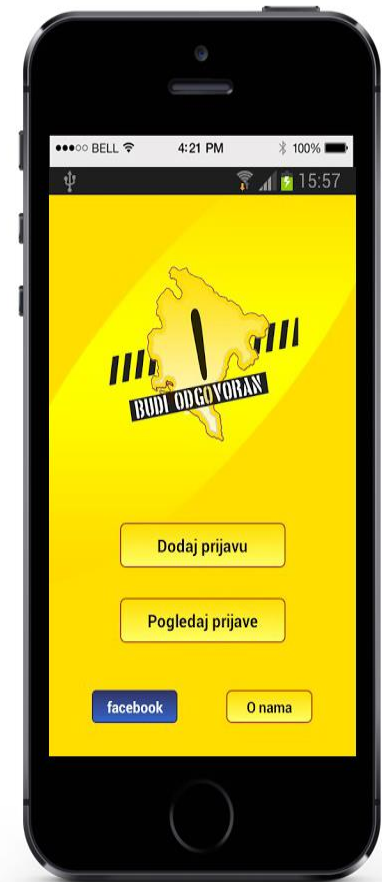 BELL 4:21 PM 100%
15:57
BUDI ODGOVORAN
Dodaj prijavu
Pogledaj prijave
facebook O nama